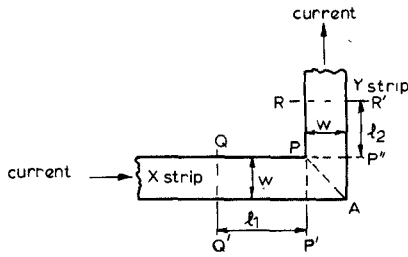 current
Y strip
R R'
w
ℓ2
Q P P''
current X strip w
A
ℓ1
Q' P'